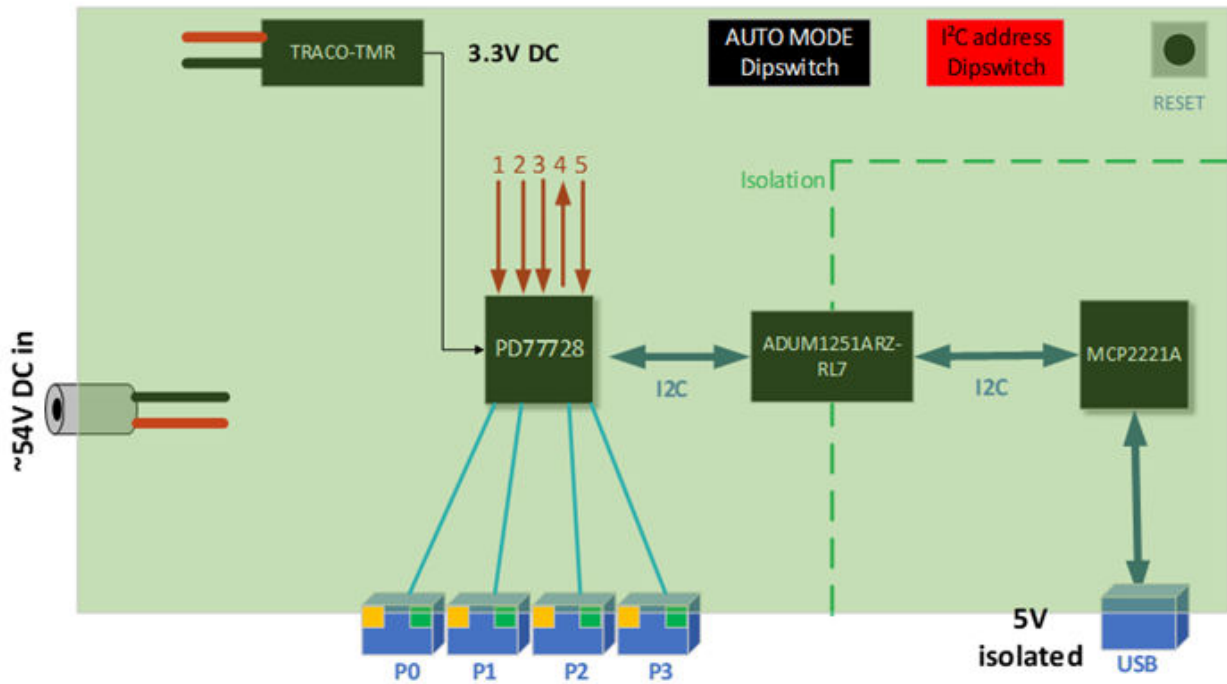 TRACO-TMR
3.3V DC
AUTO MODE
Dipswitch
I²C address
Dipswitch
RESET
1 2 3 4 5
Isolation
PD77728
I2C
ADUM1251ARZ-
RL7
I2C
MCP2221A
~54V DC in
P0
P1
P2
P3
5V
isolated
USB